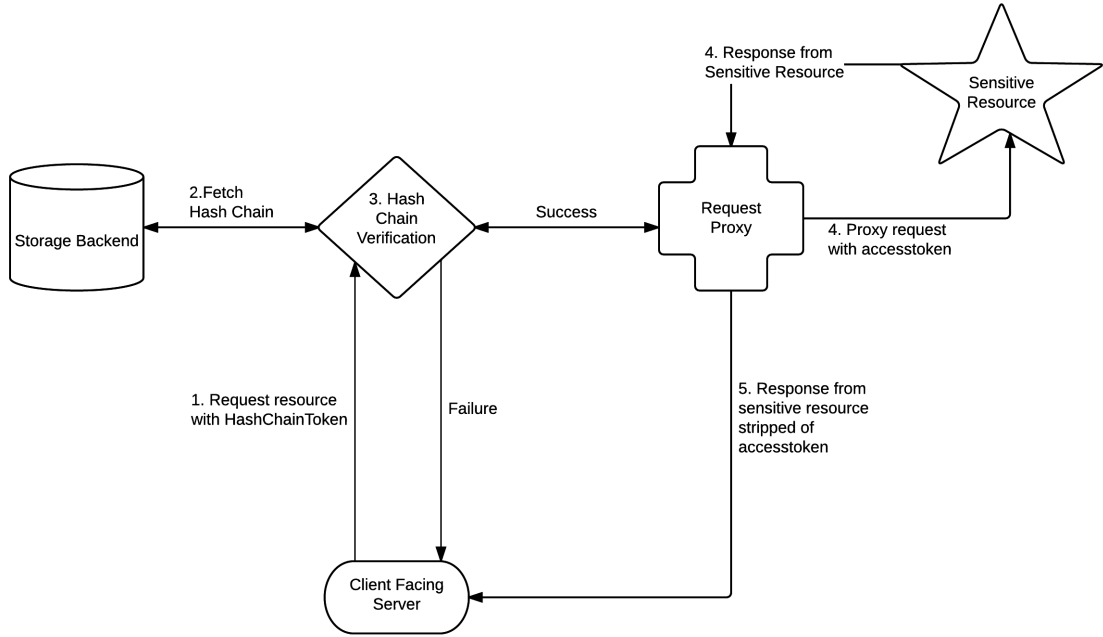 4. Response from
Sensitive Resource
Sensitive
Resource
2.Fetch
Hash Chain
3. Hash
Chain
Verification
Success
Request
Proxy
Storage Backend
4. Proxy request
with accesstoken
1. Request resource
with HashChainToken
Failure
5. Response from
sensitive resource
stripped of
accesstoken
Client Facing
Server